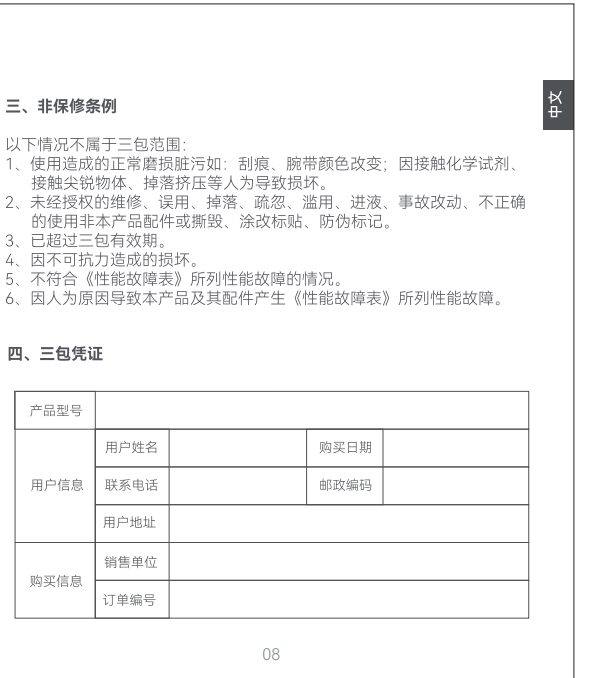 中文
三、非保修条例
以下情况不属于三包范围：
1、使用造成的正常磨损脏污如：刮痕、腕带颜色改变；因接触化学试剂、
接触尖锐物体、掉落挤压等人为导致损坏。
2、未经授权的维修、误用、掉落、疏忽、滥用、进液、事故改动、不正确
的使用非本产品配件或撕毁、涂改标贴、防伪标记。
3、已超过三包有效期。
4、因不可抗力造成的损坏。
5、不符合《性能故障表》所列性能故障的情况。
6、因人为原因导致本产品及其配件产生《性能故障表》所列性能故障。
四、三包凭证
产品型号
用户信息
用户姓名 购买日期
联系电话 邮政编码
用户地址
购买信息
销售单位
订单编号
08